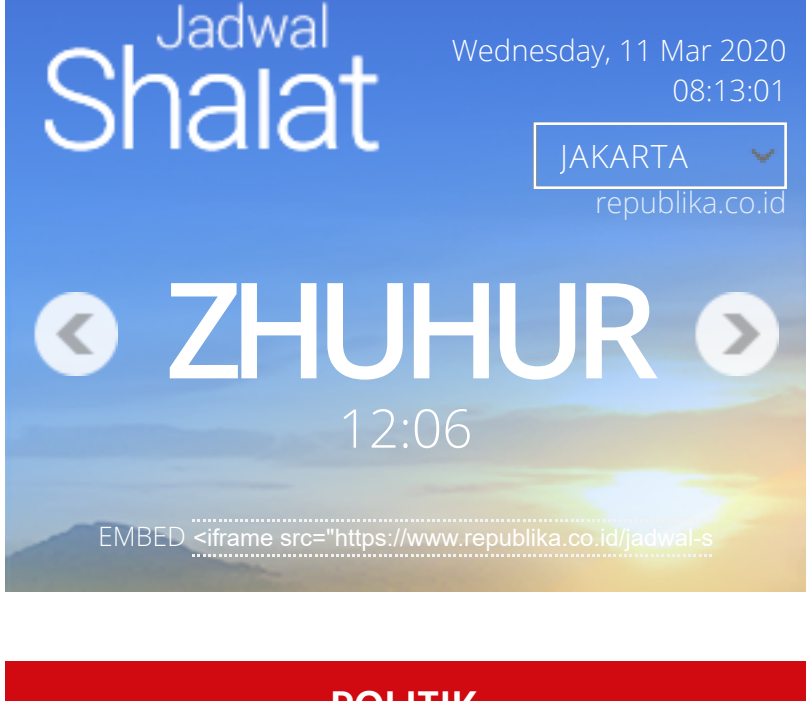 Jadwal
Shalat
Wednesday, 11 Mar 2020
08:13:01
JAKARTA
republika.co.id
ZHUHUR
12:06
EMBED <iframe src="https://www.republika.co.id/jadwal-s
POLITIK